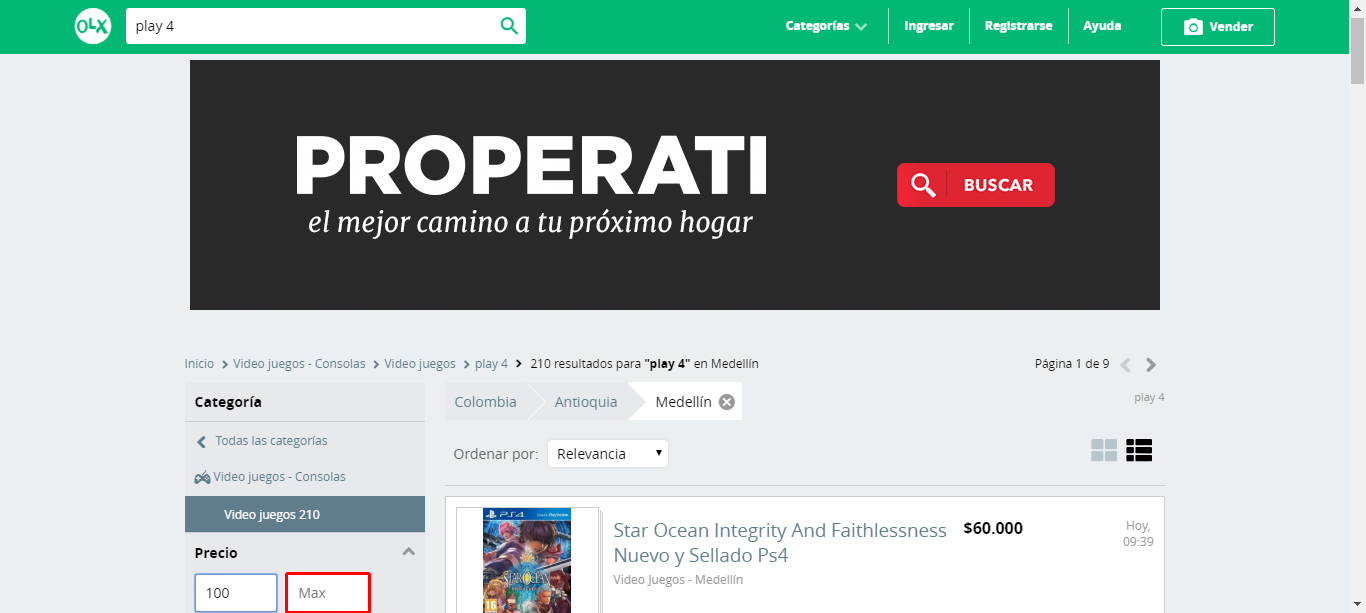 OLX
play 4
Categorías
Ingresar
Registrarse
Ayuda
Vender
PROPERATI
el mejor camino a tu próximo hogar
BUSCAR
Inicio > Video juegos - Consolas > Video juegos > play 4 > 210 resultados para "play 4" en Medellín
Página 1 de 9
Categoría
Todas las categorías
Video juegos - Consolas
Video juegos 210
Precio
100
Max
Colombia
Antioquia
Medellín
play 4
Ordenar por: Relevancia
PS4
STAR OCEAN
16
Star Ocean Integrity And Faithlessness
Nuevo y Sellado Ps4
Video Juegos - Medellín
$60.000
Hoy,
09:39